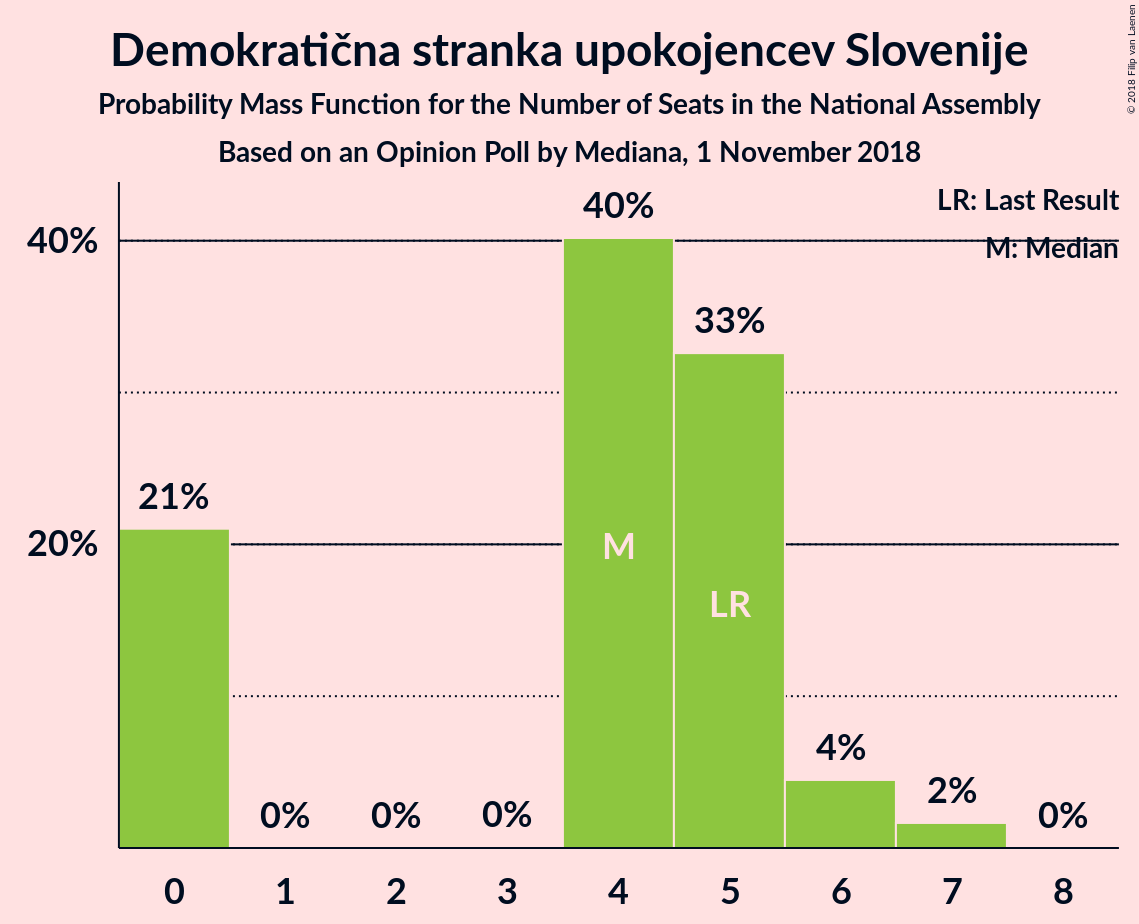 Demokratična stranka upokojencev Slovenije
Probability Mass Function for the Number of Seats in the National Assembly
Based on an Opinion Poll by Mediana, 1 November 2018
© 2018 Filip van Laenen
LR: Last Result
M: Median
40%
20%
21%
0%
0%
0%
40%
33%
4%
2%
0%
M
LR
0 1 2 3 4 5 6 7 8